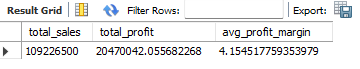 Result Grid Filter Rows: Export:
total_sales total_profit avg_profit_margin
109226500 20470042.055682268 4.154517759353979